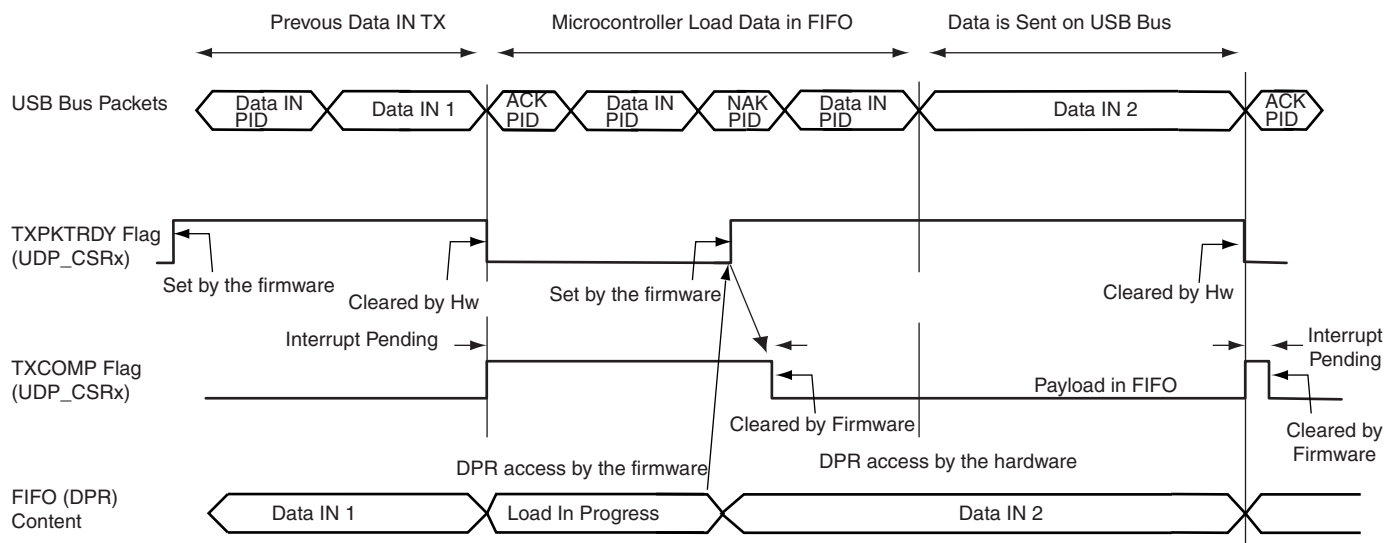 Prevous Data IN TX
Microcontroller Load Data in FIFO
Data is Sent on USB Bus
USB Bus Packets
Data IN
PID
Data IN 1
ACK
PID
Data IN
PID
NAK
PID
Data IN
PID
Data IN 2
ACK
PID
TXPKTRDY Flag
(UDP_CSRx)
Set by the firmware
Cleared by Hw
Set by the firmware
Cleared by Hw
Interrupt Pending
Interrupt
Pending
TXCOMP Flag
(UDP_CSRx)
Payload in FIFO
Cleared by Firmware
Cleared by
Firmware
DPR access by the firmware
DPR access by the hardware
FIFO (DPR)
Content
Data IN 1
Load In Progress
Data IN 2